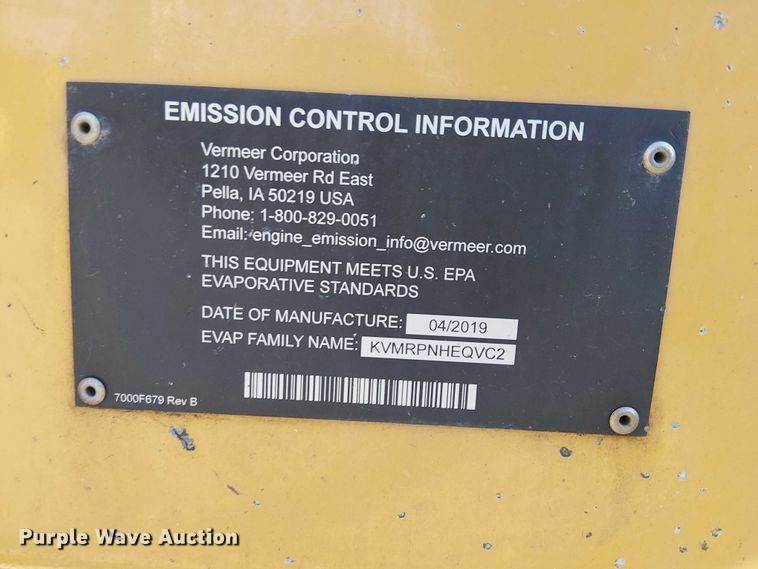 EMISSION CONTROL INFORMATION
Vermeer Corporation
1210 Vermeer Rd East
Pella, IA 50219 USA
Phone: 1-800-829-0051
Email: engine_emission_info@vermeer.com
THIS EQUIPMENT MEETS U.S. EPA
EVAPORATIVE STANDARDS
DATE OF MANUFACTURE: 04/2019
EVAP FAMILY NAME: KVMRPNHEQVC2
7000F679 Rev B
Purple Wave Auction